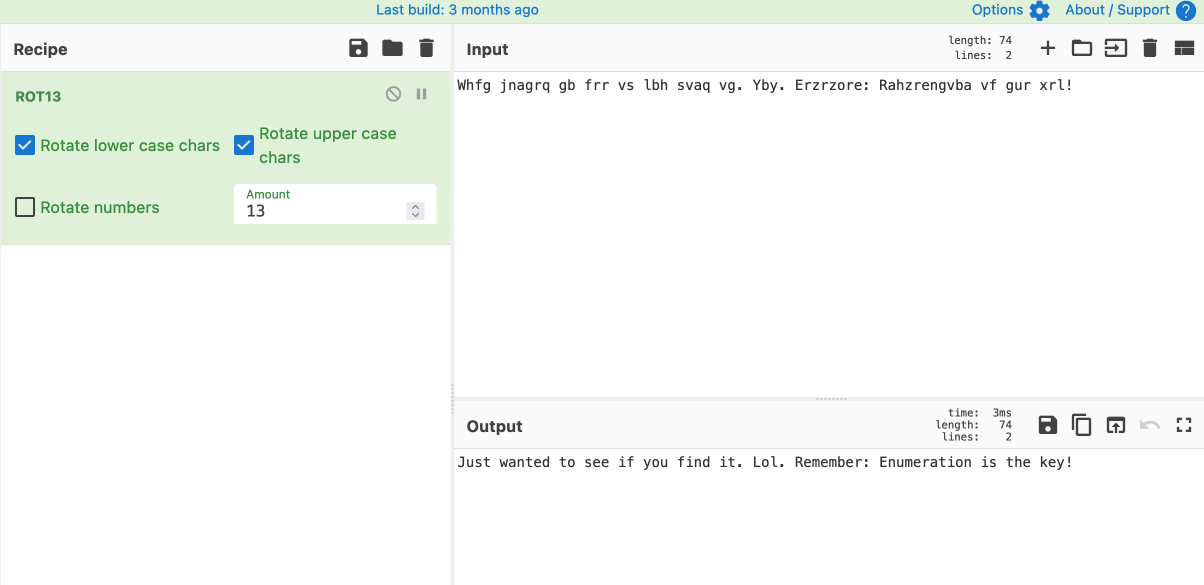 Last build: 3 months ago
Options
About / Support
?
Recipe
ROT13
Rotate lower case chars
Rotate upper case
chars
Rotate numbers
Amount
13
Input
length: 74
lines: 2
Whfg jnagrq gb frr vs lbh svaq vg. Yby. Erzrzore: Rahzrengvba vf gur xrl!
Output
time: 3ms
length: 74
lines: 2
Just wanted to see if you find it. Lol. Remember: Enumeration is the key!